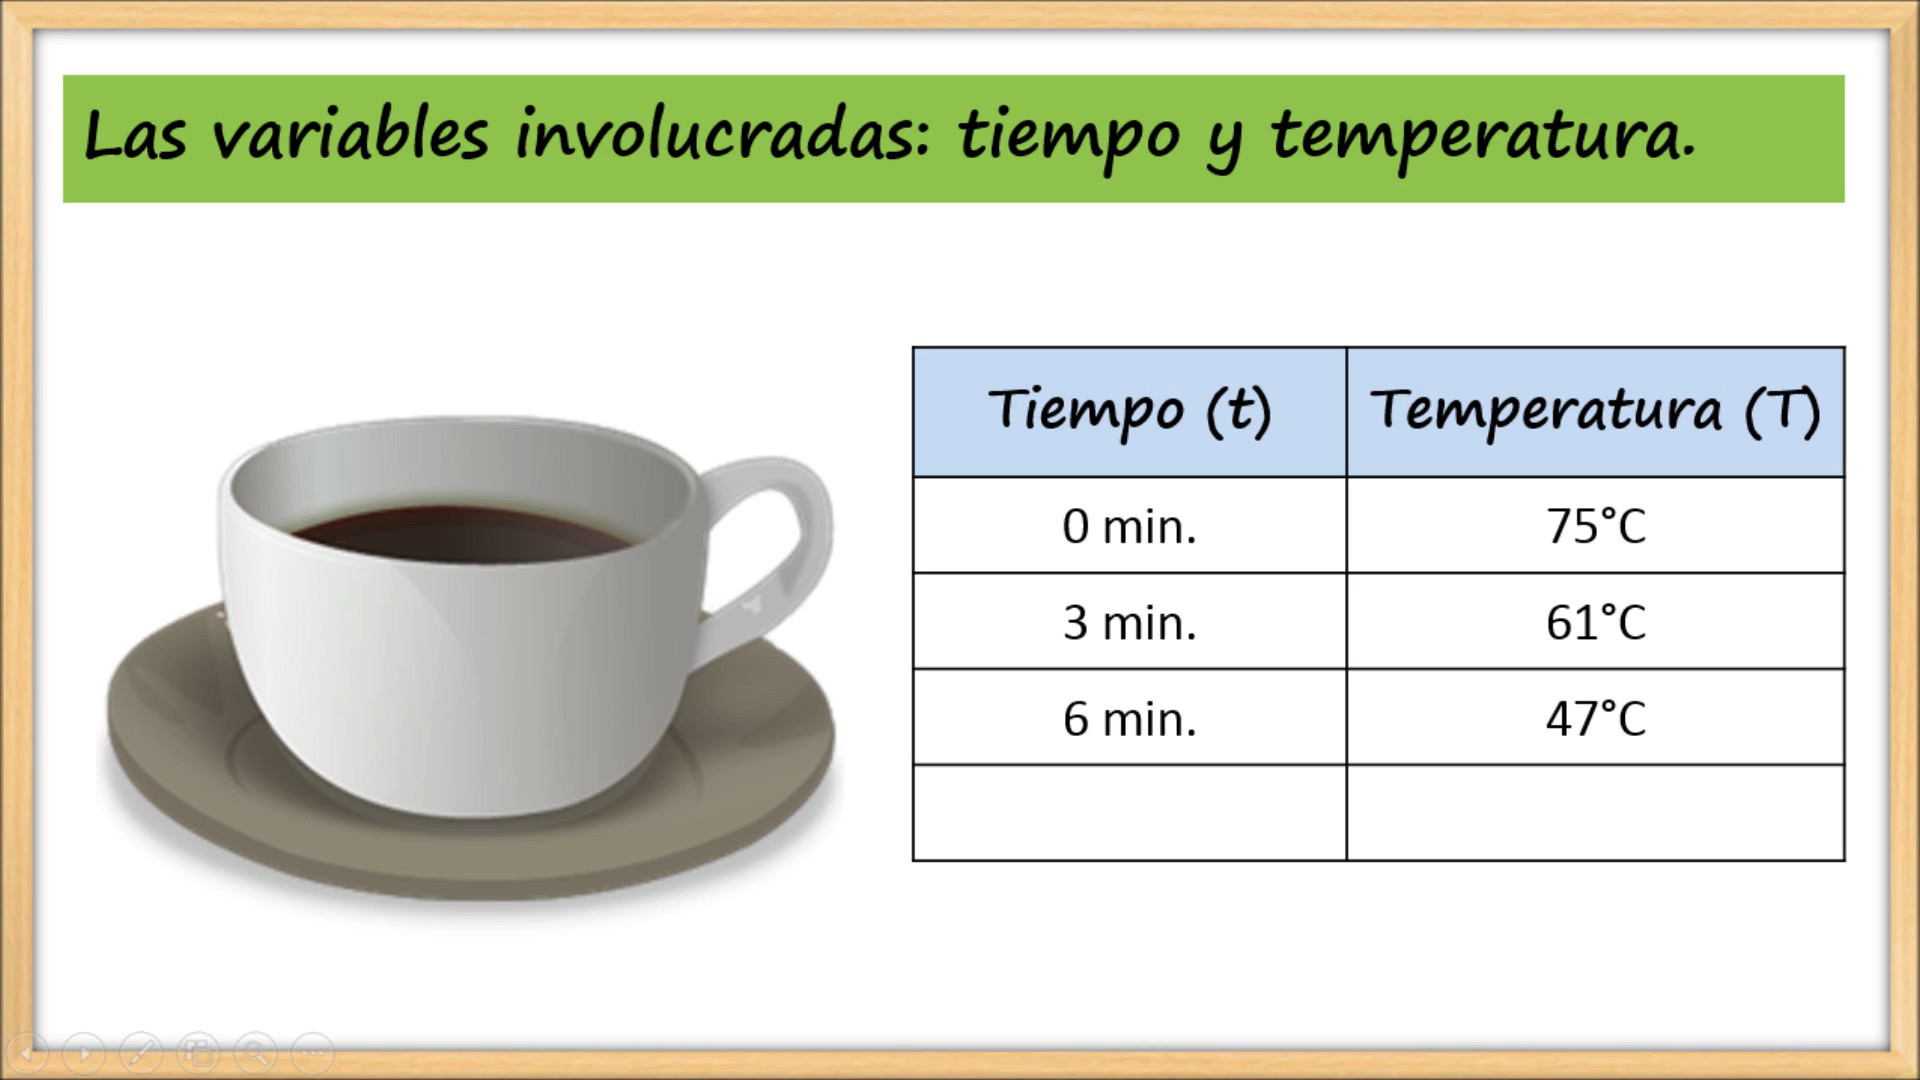 Las variables involucradas: tiempo y temperatura.
Tiempo (t) Temperatura (T)
0 min. 75°C
3 min. 61°C
6 min. 47°C